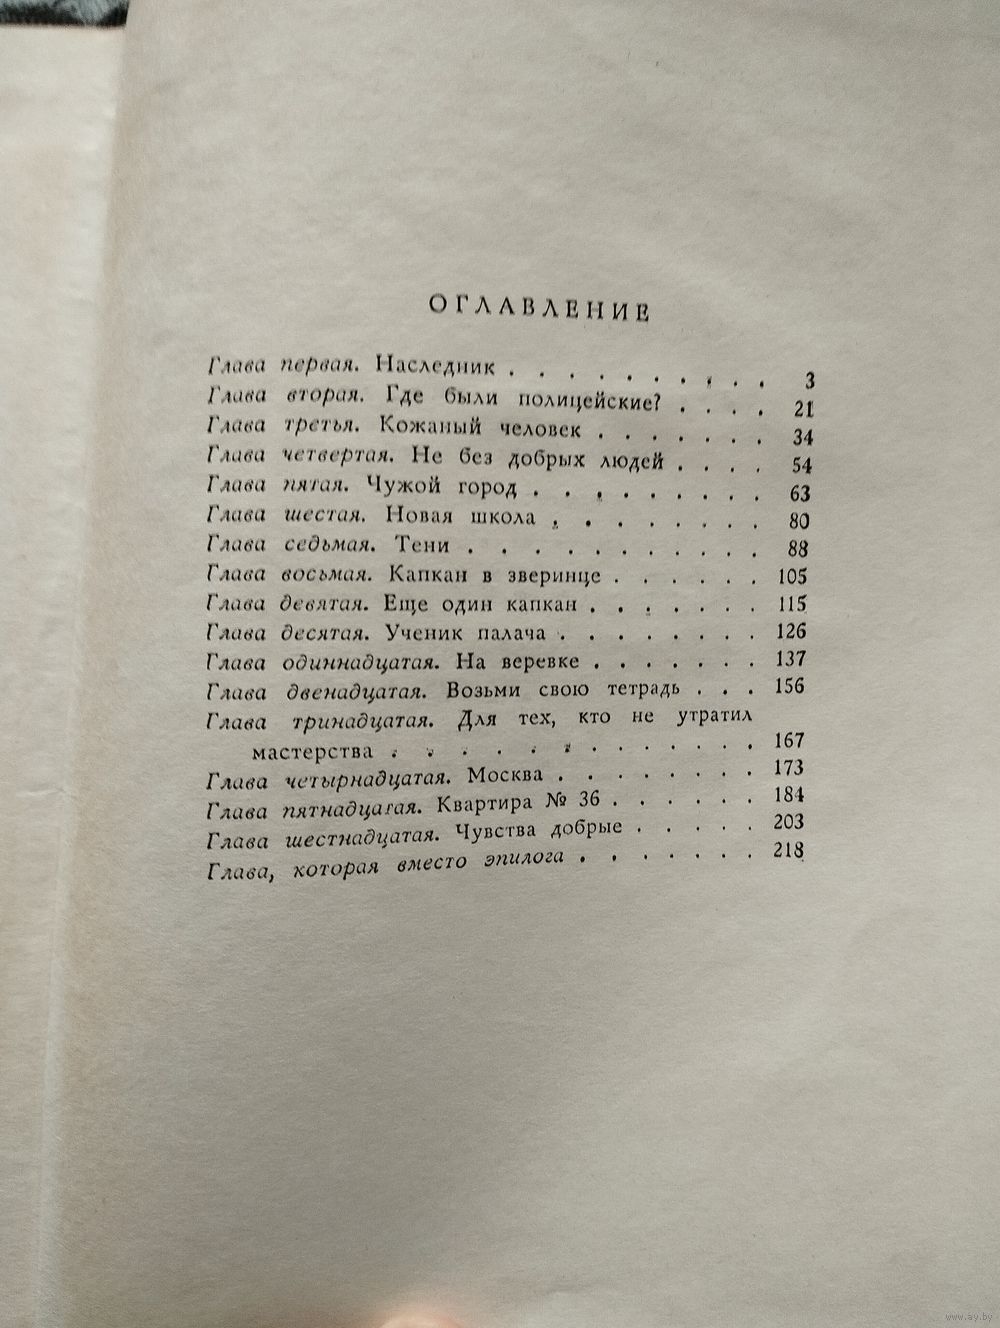 ОГЛАВЛЕНИЕ
Глава первая. Наследник . . . . . . . . . 3
Глава вторая. Где были полицейские? . . . . 21
Глава третья. Кожаный человек . . . . . . 34
Глава четвертая. Не без добрых людей . . . . 54
Глава пятая. Чужой город . . . . . . . . 63
Глава шестая. Новая школа . . . . . . . 80
Глава седьмая. Тени . . . . . . . . . . 88
Глава восьмая. Капкан в зверинце . . . . . 105
Глава девятая. Еще один капкан . . . . . . 115
Глава десятая. Ученик палача . . . . . . . 126
Глава одиннадцатая. На веревке . . . . . . 137
Глава двенадцатая. Возьми свою тетрадь . . . 156
Глава тринадцатая. Для тех, кто не утратил
мастерства . . . . . . . . . . . 167
Глава четырнадцатая. Москва . . . . . . . 173
Глава пятнадцатая. Квартира № 36 . . . . . 184
Глава шестнадцатая. Чувства добрые . . . . . 203
Глава, которая вместо эпилога . . . . . . 218
www.ay.by